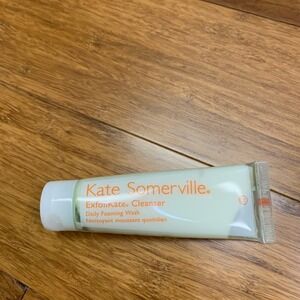 Kate Somerville®
ExfoliKate® Cleanser
Daily Foaming Wash
Nettoyant moussant quotidien